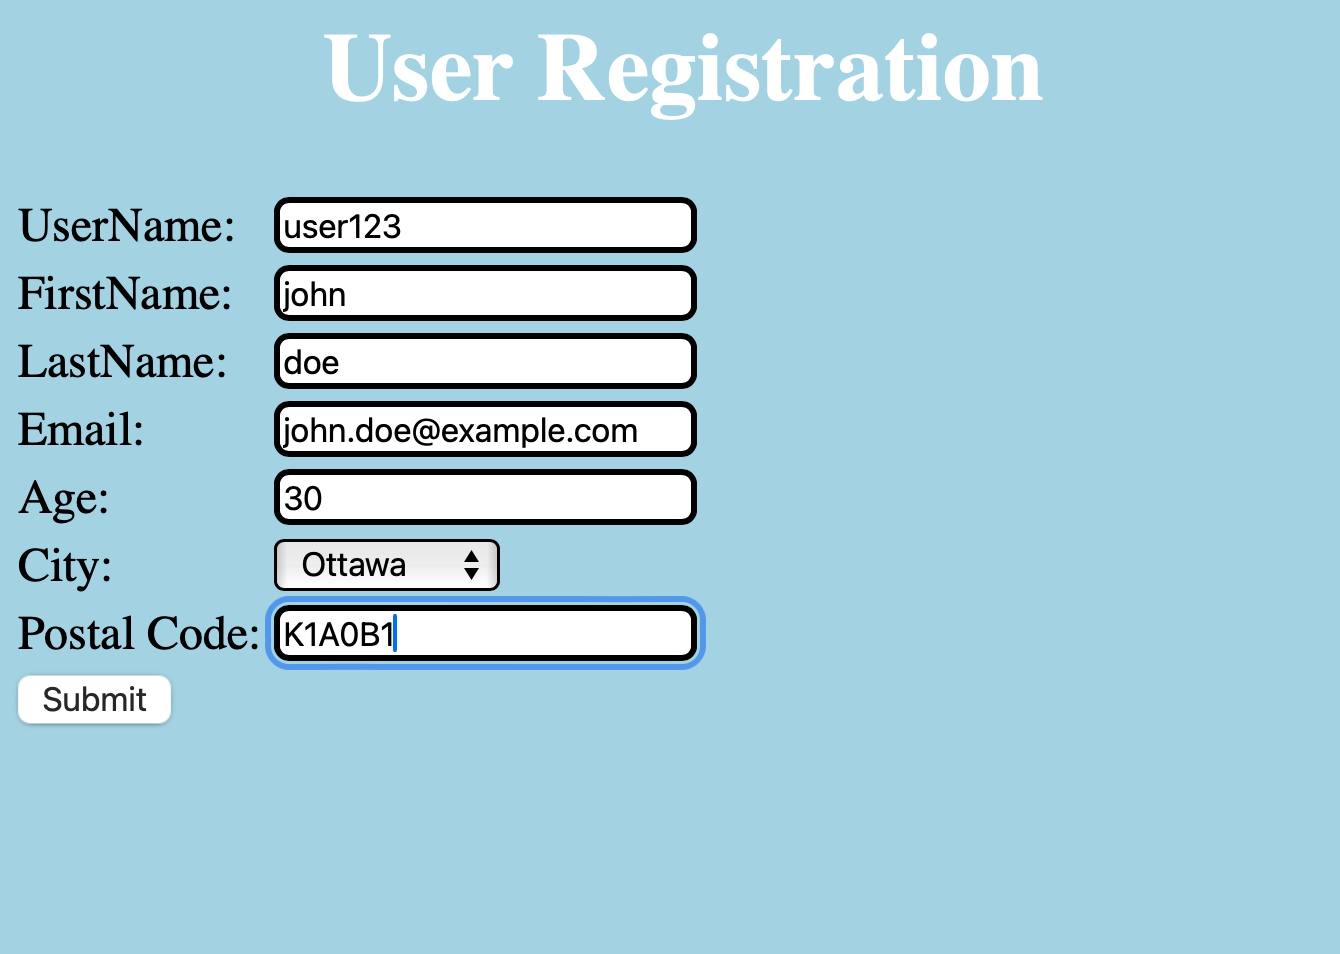 User Registration
UserName: user123
FirstName: john
LastName: doe
Email: john.doe@example.com
Age: 30
City: Ottawa
Postal Code: K1A0B1
Submit